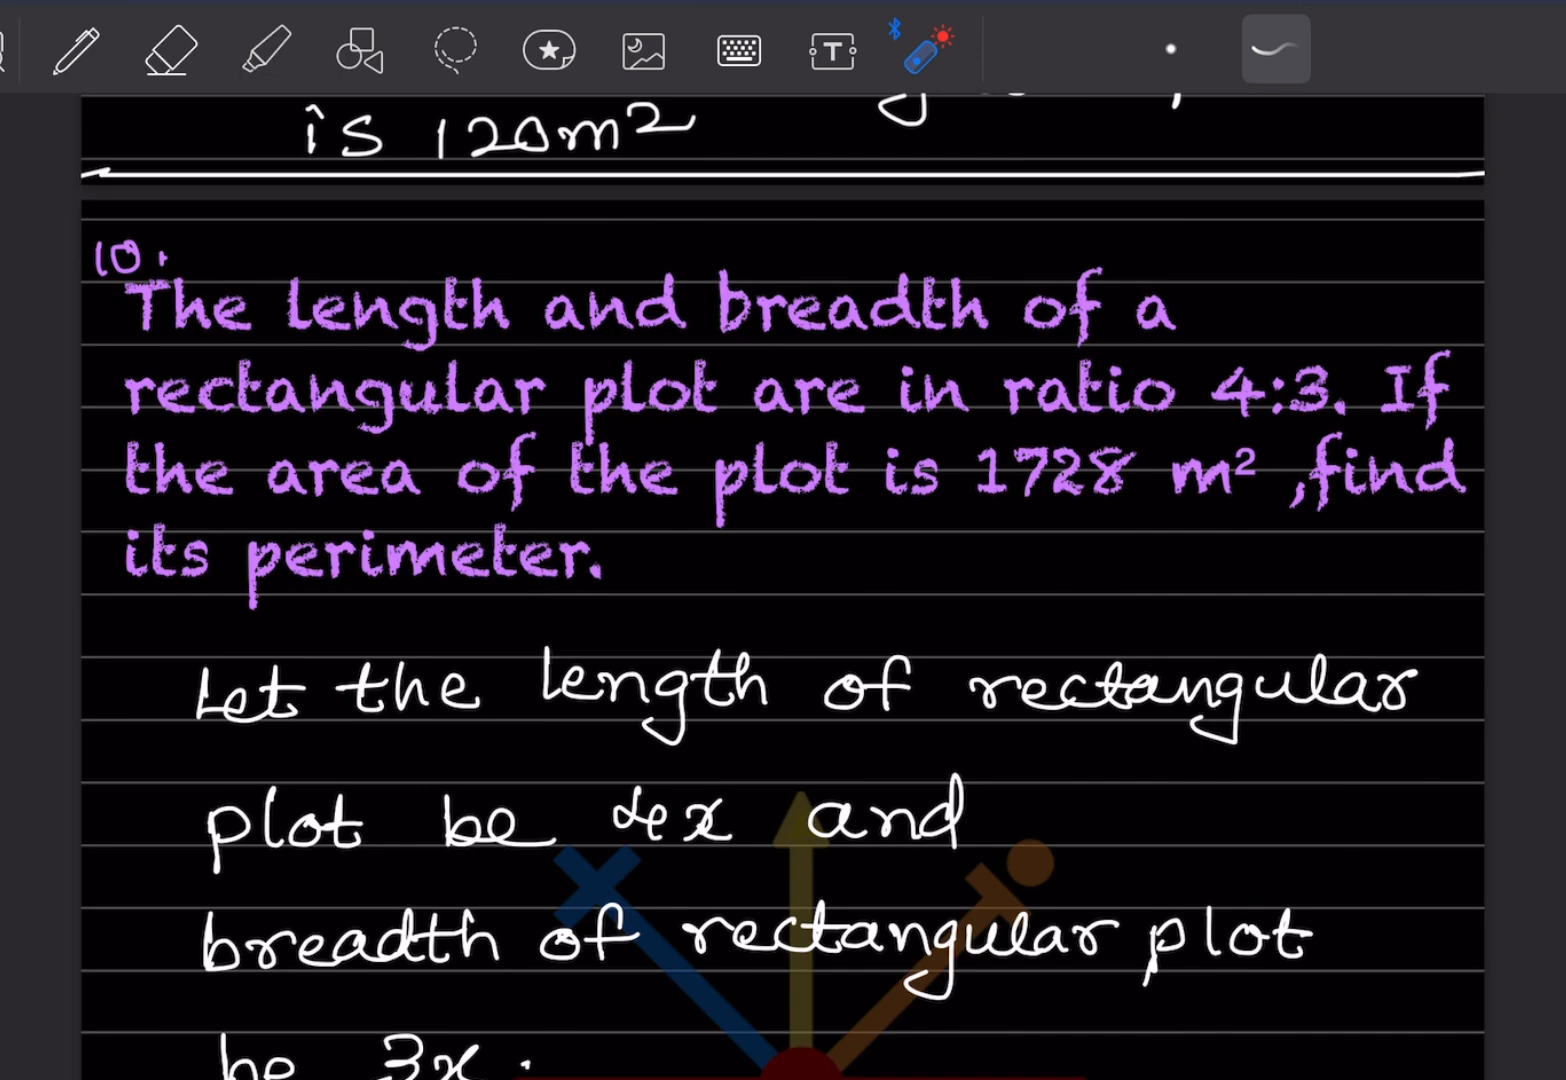 is 120m²
10.
The length and breadth of a
rectangular plot are in ratio 4:3. If
the area of the plot is 1728 m² ,find
its perimeter.
Let the length of rectangular
plot be 4x and
breadth of rectangular plot
be 3x.